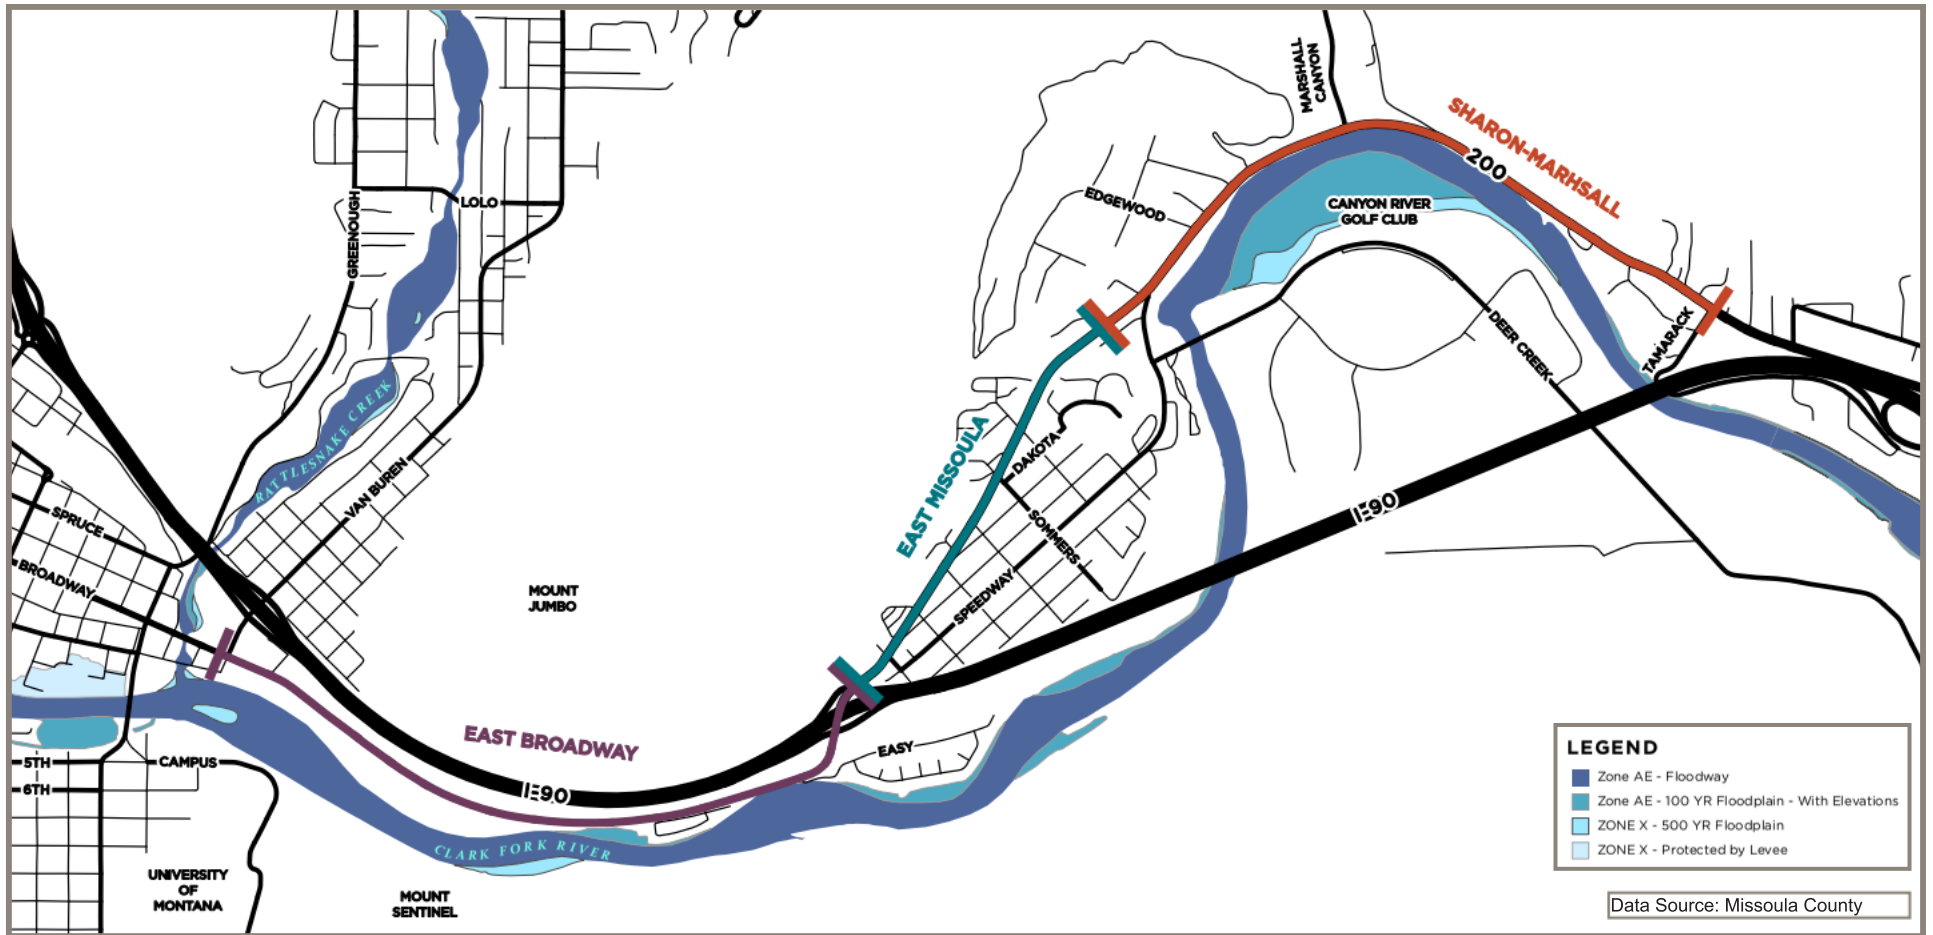 MARSHALL
CANYON
SHARON-MARHSALL
200
LOLO
GREENOUGH
EDGEWOOD
CANYON RIVER
GOLF CLUB
TAMARACK
DEER CREEK
RATTLESNAKE CREEK
VAN BUREN
EAST MISSOULA
DAKOTA
SOMMERS
SPEEDWAY
I-90
SPRUCE
BROADWAY
MOUNT
JUMBO
EAST BROADWAY
EASY
I-90
5TH
CAMPUS
6TH
CLARK FORK RIVER
UNIVERSITY
OF
MONTANA
MOUNT
SENTINEL
LEGEND
Zone AE - Floodway
Zone AE - 100 YR Floodplain - With Elevations
ZONE X - 500 YR Floodplain
ZONE X - Protected by Levee
Data Source: Missoula County